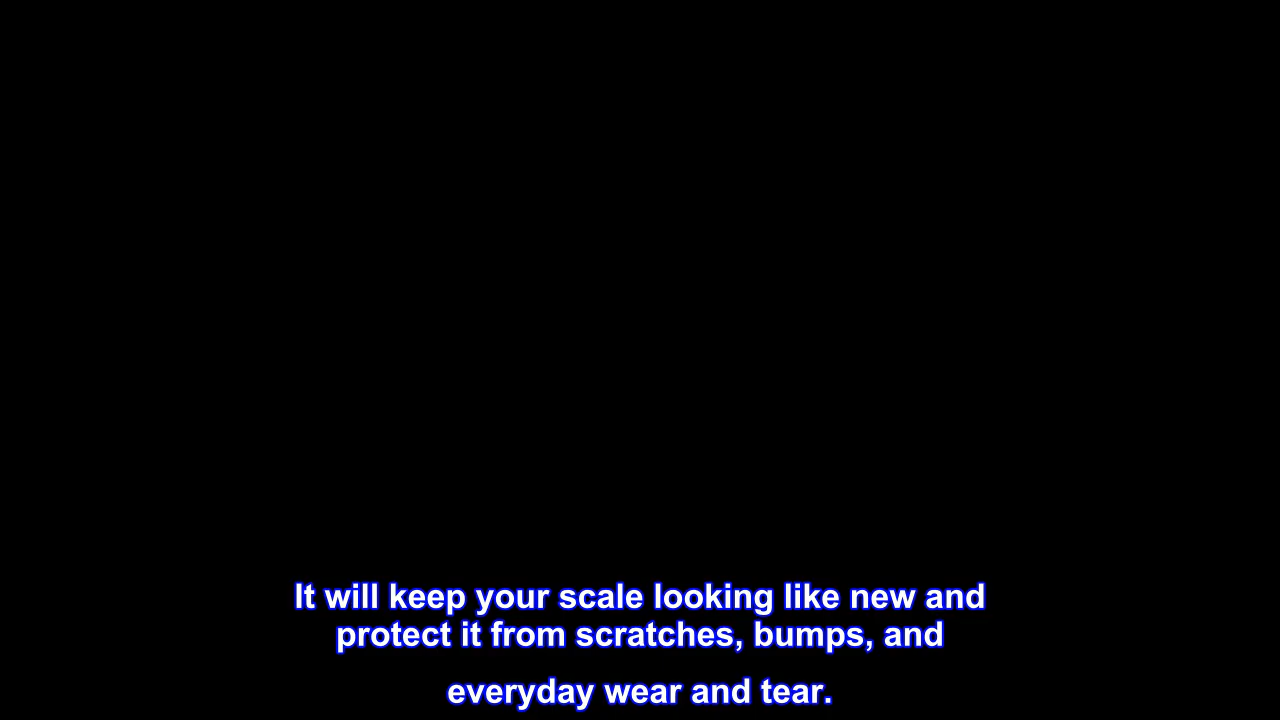 It will keep your scale looking like new and
protect it from scratches, bumps, and
everyday wear and tear.